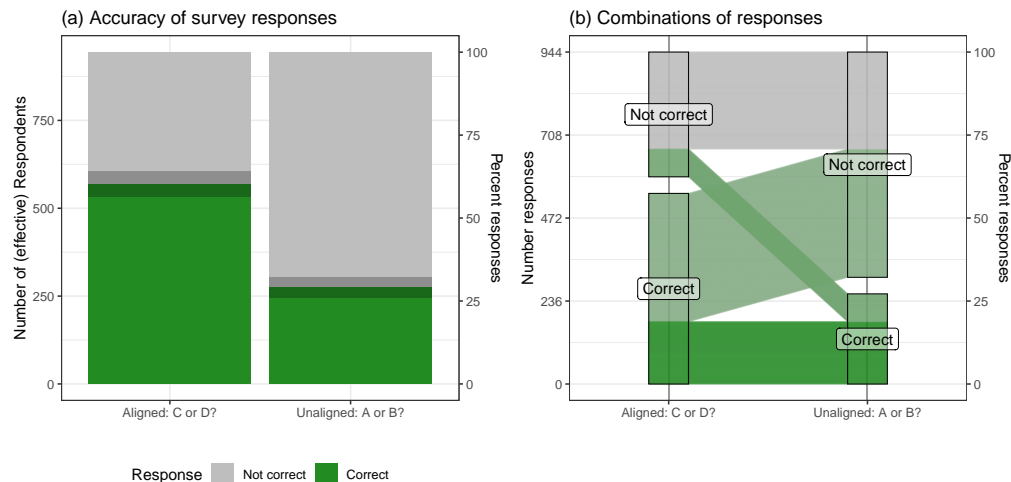 (a) Accuracy of survey responses
Number of (effective) Respondents
750
500
250
0
100
75
50
25
0
Percent responses
Aligned: C or D?
Unaligned: A or B?
Response
Not correct
Correct
(b) Combinations of responses
Number responses
944
708
472
236
0
Not correct
Correct
Not correct
Correct
100
75
50
25
0
Percent responses
Aligned: C or D?
Unaligned: A or B?